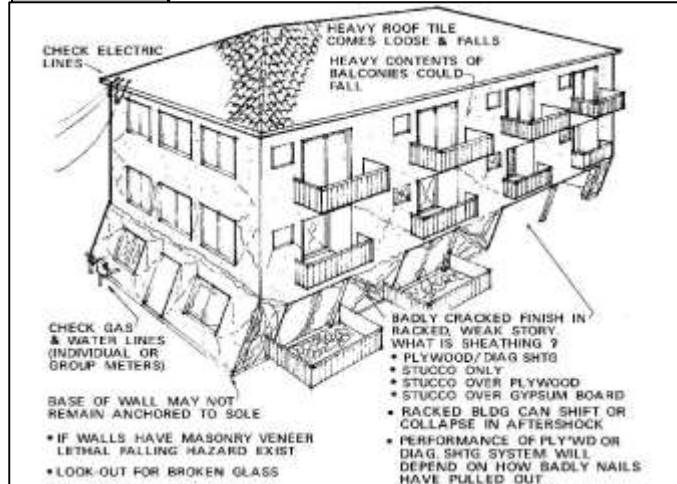 HEAVY ROOF TILE
COMES LOOSE & FALLS
CHECK ELECTRIC
LINES
HEAVY CONTENTS OF
BALCONIES COULD
FALL
CHECK GAS
& WATER LINES
(INDIVIDUAL OR
GROUP METERS)
BASE OF WALL MAY NOT
REMAIN ANCHORED TO SOLE
• IF WALLS HAVE MASONRY VENEER
LETHAL FALLING HAZARD EXIST
• LOOK-OUT FOR BROKEN GLASS
BADLY CRACKED FINISH IN
RACKED, WEAK STORY.
WHAT IS SHEATHING ?
• PLYWOOD/DIAG SHTG
• STUCCO ONLY
• STUCCO OVER PLYWOOD
• STUCCO OVER GYPSUM BOARD
• RACKED BLDG CAN SHIFT OR
COLLAPSE IN AFTERSHOCK
• PERFORMANCE OF PLY'WD OR
DIAG. SHTG SYSTEM WILL
DEPEND ON HOW BADLY NAILS
HAVE PULLED OUT